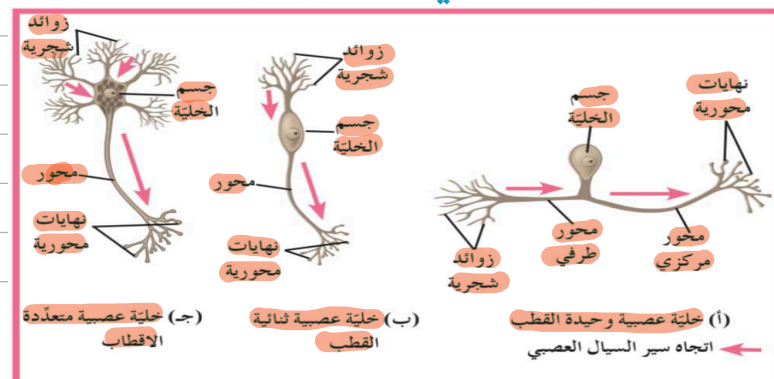 زوائد
شجرية
جسم
الخليّة
محور
نهايات
محورية
(جـ) خليّة عصبية متعدّدة
الاقطاب
زوائد
شجرية
جسم
الخليّة
محور
نهايات
محورية
(ب) خليّة عصبية ثنائية
القطب
نهايات
محورية
جسم
الخليّة
محور
طرفي
محور
مركزي
زوائد
شجرية
(أ) خليّة عصبية وحيدة القطب
اتجاه سير السيال العصبي